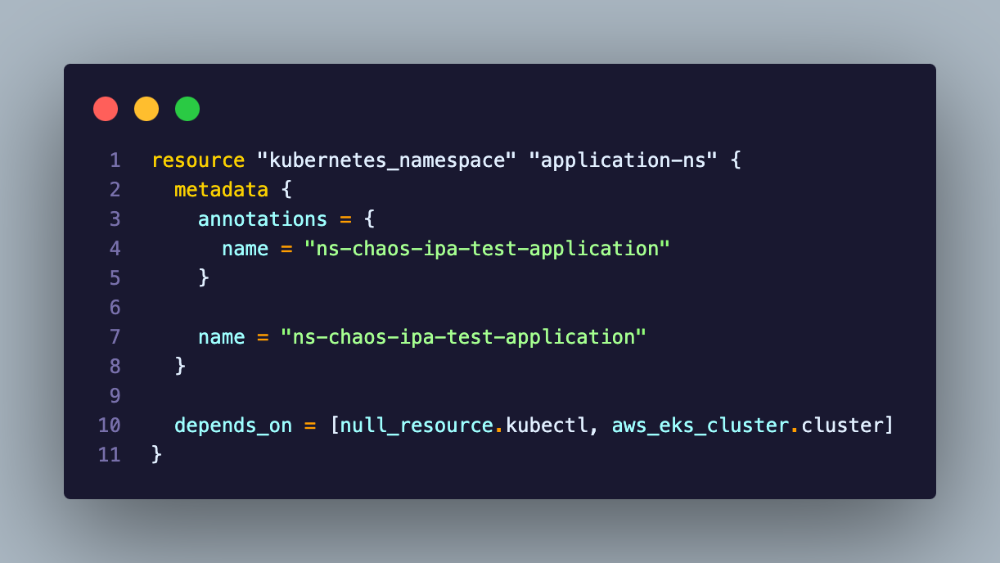 1 resource "kubernetes_namespace" "application-ns" {
2   metadata {
3     annotations = {
4       name = "ns-chaos-ipa-test-application"
5     }
6
7     name = "ns-chaos-ipa-test-application"
8   }
9
10   depends_on = [null_resource.kubectl, aws_eks_cluster.cluster]
11 }